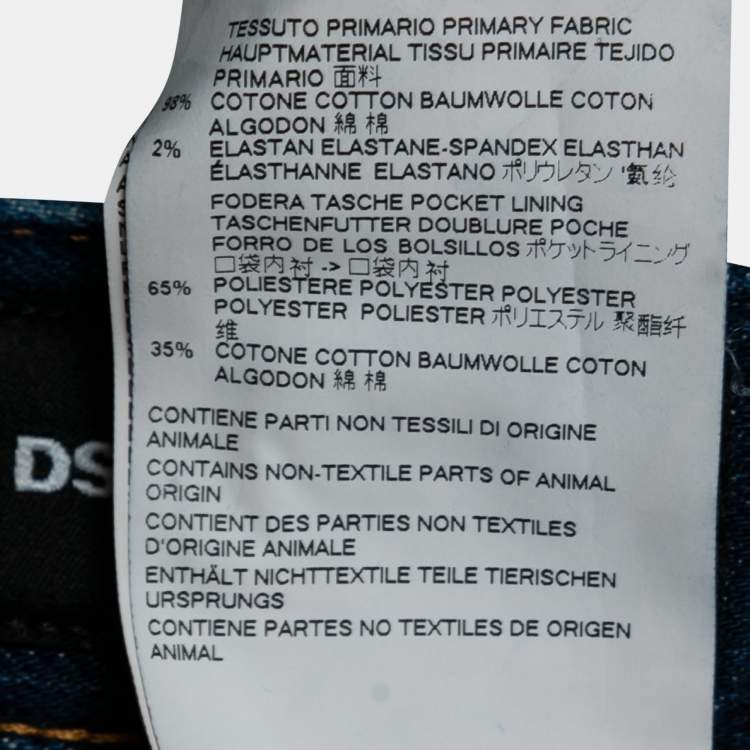 TESSUTO PRIMARIO PRIMARY FABRIC
HAUPTMATERIAL TISSU PRIMAIRE TEJIDO
PRIMARIO 面料
98% COTONE COTTON BAUMWOLLE COTON
ALGODON 綿 棉
2% ELASTAN ELASTANE-SPANDEX ELASTHAN
ÉLASTHANNE ELASTANO ポリウレタン '氨纶
FODERA TASCHE POCKET LINING
TASCHENFUTTER DOUBLURE POCHE
FORRO DE LOS BOLSILLOS ポケットライニング
口袋内衬 -> 口袋内衬
65% POLIESTERE POLYESTER POLYESTER
POLYESTER POLIESTER ポリエステル 聚酯纤
维
35% COTONE COTTON BAUMWOLLE COTON
ALGODON 綿 棉
CONTIENE PARTI NON TESSILI DI ORIGINE
ANIMALE
CONTAINS NON-TEXTILE PARTS OF ANIMAL
ORIGIN
CONTIENT DES PARTIES NON TEXTILES
D'ORIGINE ANIMALE
ENTHÄLT NICHTTEXTILE TEILE TIERISCHEN
URSPRUNGS
CONTIENE PARTES NO TEXTILES DE ORIGEN
ANIMAL
DS